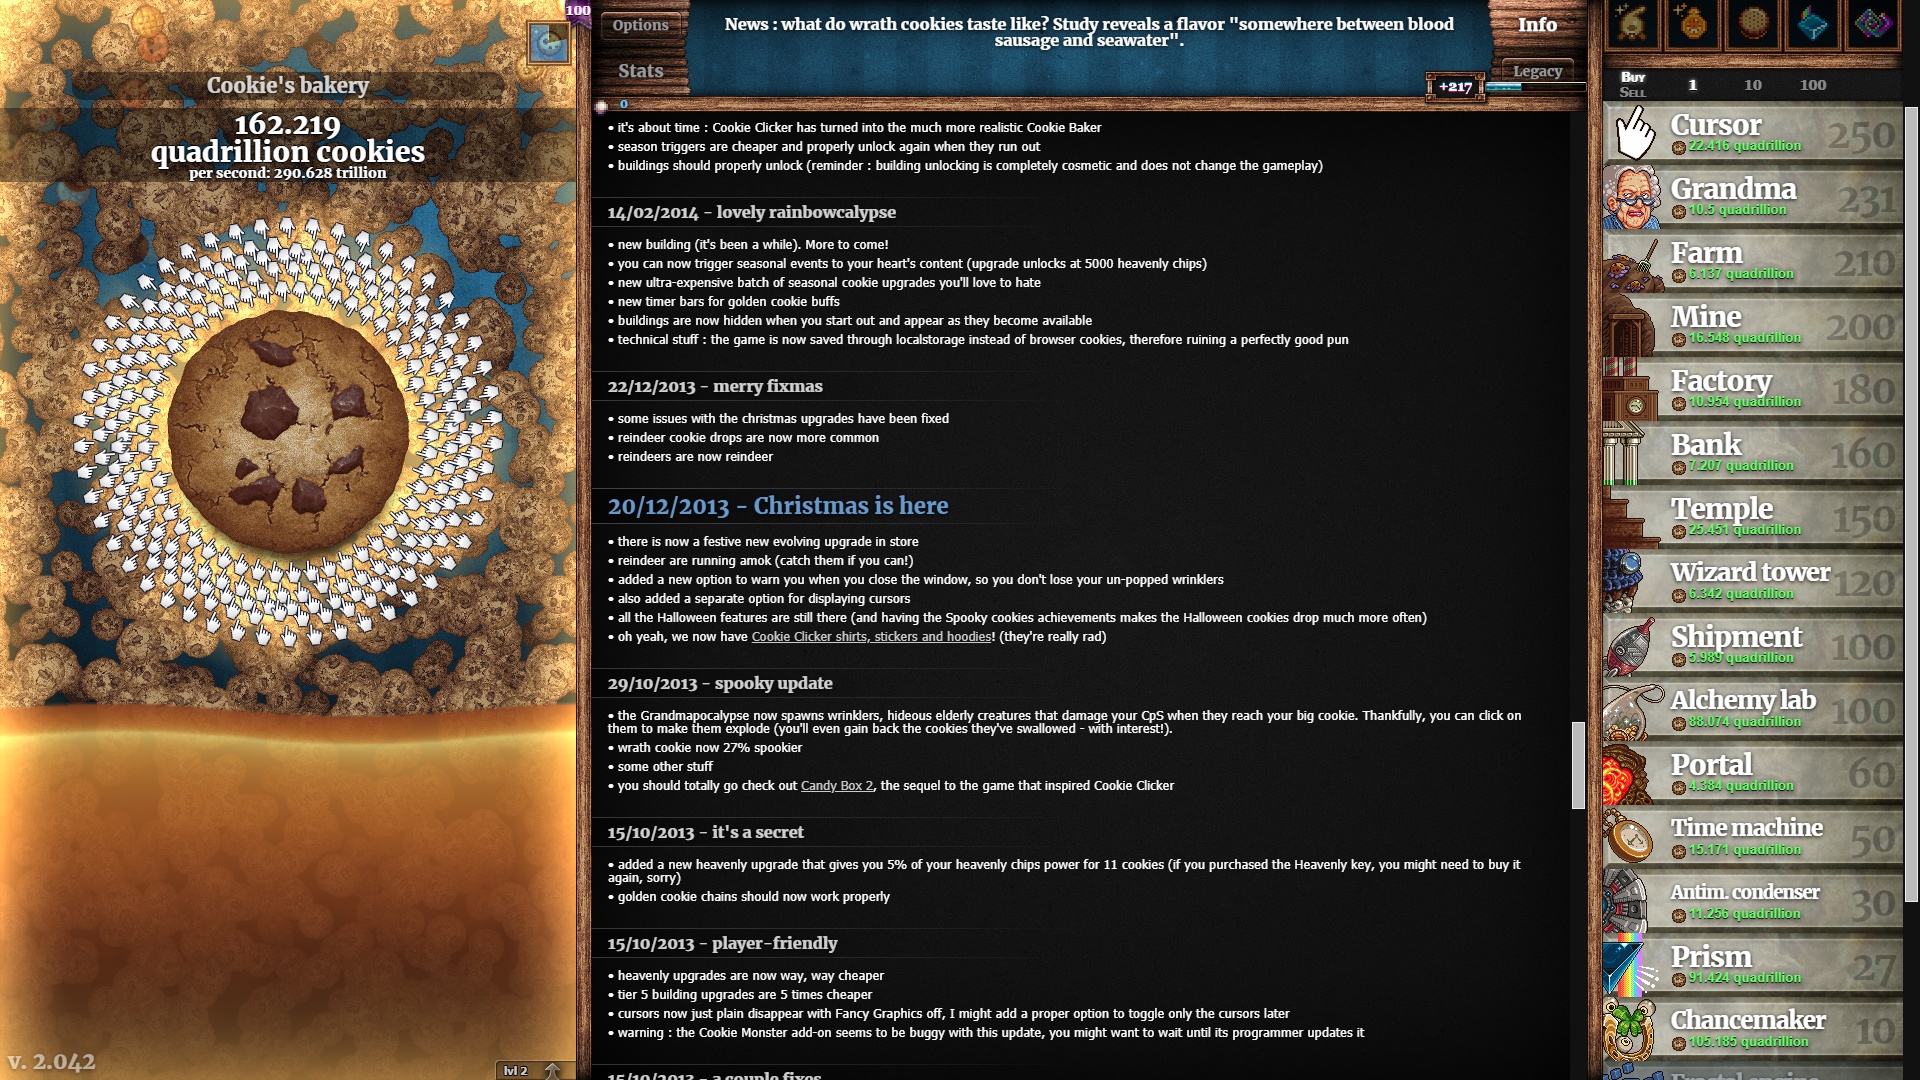 100
Options
Stats
News : what do wrath cookies taste like? Study reveals a flavor "somewhere between blood
sausage and seawater".
Info
Legacy
+217
0
Cookie's bakery
162.219
quadrillion cookies
per second: 290.628 trillion
v. 2.042
lvl 2
• it's about time : Cookie Clicker has turned into the much more realistic Cookie Baker
• season triggers are cheaper and properly unlock again when they run out
• buildings should properly unlock (reminder : building unlocking is completely cosmetic and does not change the gameplay)
14/02/2014 - lovely rainbowcalypse
• new building (it's been a while). More to come!
• you can now trigger seasonal events to your heart's content (upgrade unlocks at 5000 heavenly chips)
• new ultra-expensive batch of seasonal cookie upgrades you'll love to hate
• new timer bars for golden cookie buffs
• buildings are now hidden when you start out and appear as they become available
• technical stuff : the game is now saved through localstorage instead of browser cookies, therefore ruining a perfectly good pun
22/12/2013 - merry fixmas
• some issues with the christmas upgrades have been fixed
• reindeer cookie drops are now more common
• reindeers are now reindeer
20/12/2013 - Christmas is here
• there is now a festive new evolving upgrade in store
• reindeer are running amok (catch them if you can!)
• added a new option to warn you when you close the window, so you don't lose your un-popped wrinklers
• also added a separate option for displaying cursors
• all the Halloween features are still there (and having the Spooky cookies achievements makes the Halloween cookies drop much more often)
• oh yeah, we now have Cookie Clicker shirts, stickers and hoodies! (they're really rad)
29/10/2013 - spooky update
• the Grandmapocalypse now spawns wrinklers, hideous elderly creatures that damage your CpS when they reach your big cookie. Thankfully, you can click on
them to make them explode (you'll even gain back the cookies they've swallowed - with interest!).
• wrath cookie now 27% spookier
• some other stuff
• you should totally go check out Candy Box 2, the sequel to the game that inspired Cookie Clicker
15/10/2013 - it's a secret
• added a new heavenly upgrade that gives you 5% of your heavenly chips power for 11 cookies (if you purchased the Heavenly key, you might need to buy it
again, sorry)
• golden cookie chains should now work properly
15/10/2013 - player-friendly
• heavenly upgrades are now way, way cheaper
• tier 5 building upgrades are 5 times cheaper
• cursors now just plain disappear with Fancy Graphics off, I might add a proper option to toggle only the cursors later
• warning : the Cookie Monster add-on seems to be buggy with this update, you might want to wait until its programmer updates it
15/10/2013 - a couple fixes
Buy
Sell
1 10 100
Cursor 250
22.416 quadrillion
Grandma 231
10.5 quadrillion
Farm 210
6.137 quadrillion
Mine 200
16.548 quadrillion
Factory 180
10.954 quadrillion
Bank 160
7.207 quadrillion
Temple 150
25.451 quadrillion
Wizard tower 120
6.342 quadrillion
Shipment 100
5.989 quadrillion
Alchemy lab 100
88.074 quadrillion
Portal 60
4.384 quadrillion
Time machine 50
15.171 quadrillion
Antim. condenser 30
11.256 quadrillion
Prism 27
91.424 quadrillion
Chancemaker 10
105.185 quadrillion
Fractal engine